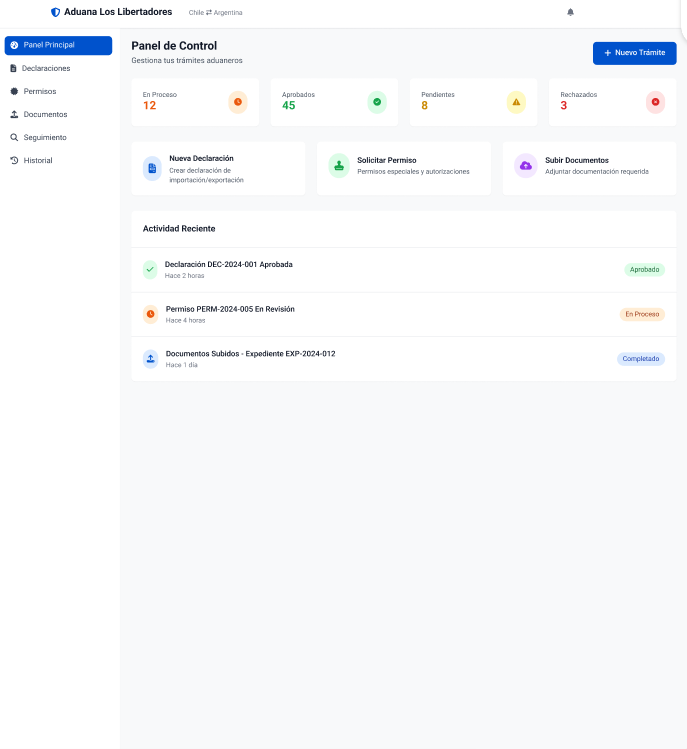 Aduana Los Libertadores
Chile ⇄ Argentina
Panel Principal
Declaraciones
Permisos
Documentos
Seguimiento
Historial
Panel de Control
Gestiona tus trámites aduaneros
+ Nuevo Trámite
En Proceso
12
Aprobados
45
Pendientes
8
Rechazados
3
Nueva Declaración
Crear declaración de
importación/exportación
Solicitar Permiso
Permisos especiales y autorizaciones
Subir Documentos
Adjuntar documentación requerida
Actividad Reciente
Declaración DEC-2024-001 Aprobada
Hace 2 horas
Aprobado
Permiso PERM-2024-005 En Revisión
Hace 4 horas
En Proceso
Documentos Subidos - Expediente EXP-2024-012
Hace 1 día
Completado